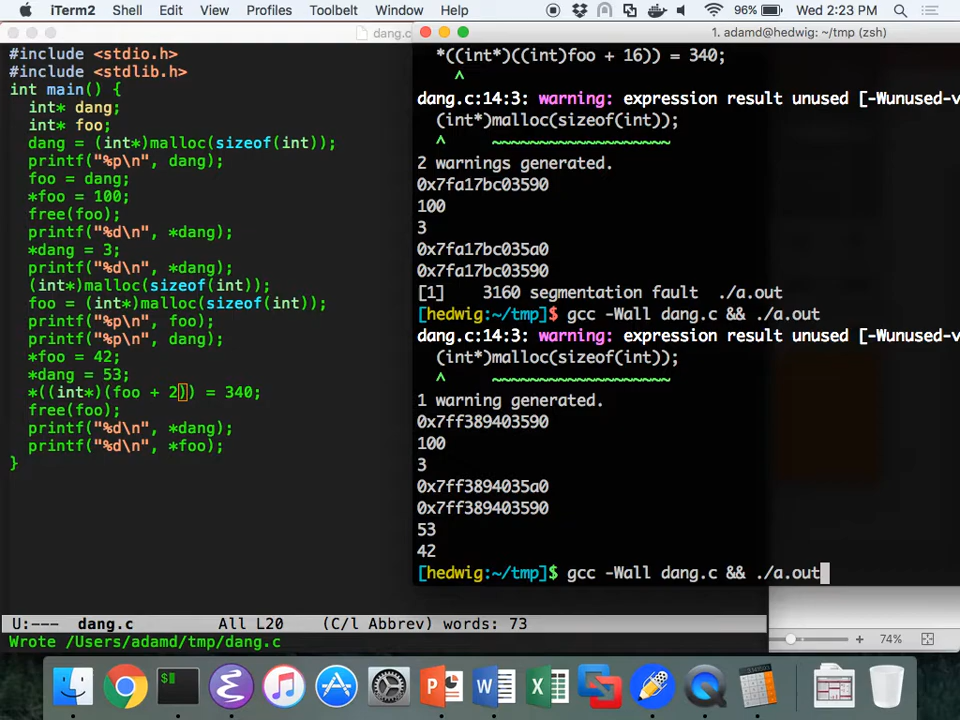 iTerm2 Shell Edit View Profiles Toolbelt Window Help 96% Wed 2:23 PM
dang.c
1. adamd@hedwig: ~/tmp (zsh)
#include <stdio.h>
#include <stdlib.h>
int main() {
int* dang;
int* foo;
dang = (int*)malloc(sizeof(int));
printf("%p\n", dang);
foo = dang;
*foo = 100;
free(foo);
printf("%d\n", *dang);
*dang = 3;
printf("%d\n", *dang);
(int*)malloc(sizeof(int));
foo = (int*)malloc(sizeof(int));
printf("%p\n", foo);
printf("%p\n", dang);
*foo = 42;
*dang = 53;
*((int*)(foo + 2)) = 340;
free(foo);
printf("%d\n", *dang);
printf("%d\n", *foo);
}
U:--- dang.c All L20 (C/l Abbrev) words: 73
Wrote /Users/adamd/tmp/dang.c
*((int*)((int)foo + 16)) = 340;
^
dang.c:14:3: warning: expression result unused [-Wunused-v
(int*)malloc(sizeof(int));
^ ~~~~~~~~~~~~~~~~~~~
2 warnings generated.
0x7fa17bc03590
100
3
0x7fa17bc035a0
0x7fa17bc03590
[1] 3160 segmentation fault ./a.out
[hedwig:~/tmp]$ gcc -Wall dang.c && ./a.out
dang.c:14:3: warning: expression result unused [-Wunused-v
(int*)malloc(sizeof(int));
^ ~~~~~~~~~~~~~~~~~~~
1 warning generated.
0x7ff389403590
100
3
0x7ff3894035a0
0x7ff389403590
53
42
[hedwig:~/tmp]$ gcc -Wall dang.c && ./a.out
74%